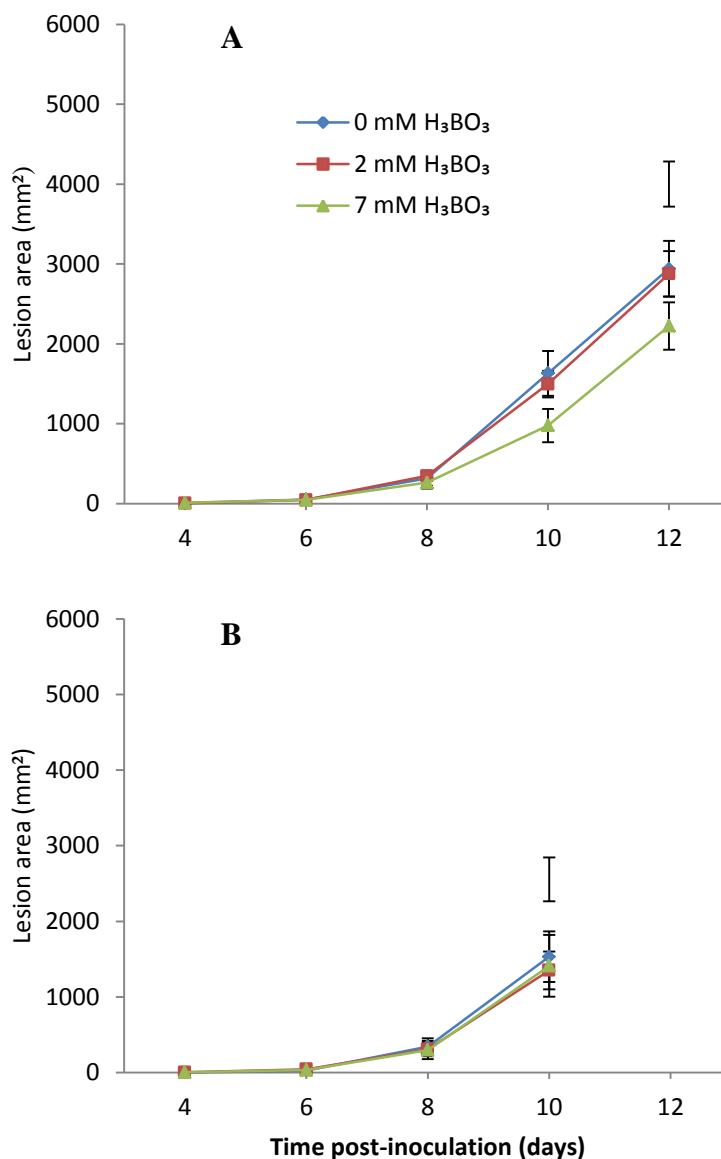 A
6000
5000
4000
3000
2000
1000
0
Lesion area (mm²)
0 mM H₃BO₃
2 mM H₃BO₃
7 mM H₃BO₃
4 6 8 10 12
B
6000
5000
4000
3000
2000
1000
0
Lesion area (mm²)
4 6 8 10 12
Time post-inoculation (days)